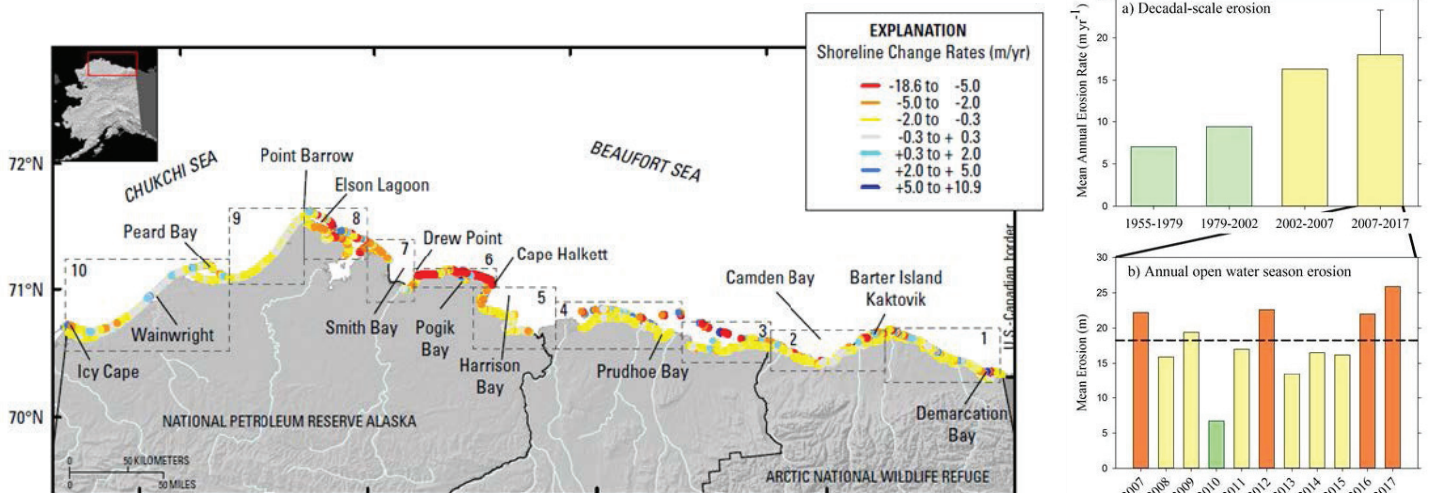 EXPLANATION
Shoreline Change Rates (m/yr)
-18.6 to -5.0
-5.0 to -2.0
-2.0 to -0.3
-0.3 to + 0.3
+0.3 to + 2.0
+2.0 to + 5.0
+5.0 to +10.9
72°N
71°N
70°N
CHUKCHI SEA
BEAUFORT SEA
Point Barrow
Elson Lagoon
Peard Bay
9
8
10
7
Drew Point
6
Cape Halkett
Camden Bay
Barter Island
Kaktovik
U.S.-Canadian border
5
4
3
2
1
Wainwright
Icy Cape
Smith Bay
Pogik
Bay
Harrison
Bay
Prudhoe Bay
Demarcation
Bay
NATIONAL PETROLEUM RESERVE ALASKA
ARCTIC NATIONAL WILDLIFE REFUGE
0 50 KILOMETERS
0 50 MILES
a) Decadal-scale erosion
Mean Annual Erosion Rate (m yr-1)
20
15
10
5
0
1955-1979 1979-2002 2002-2007 2007-2017
b) Annual open water season erosion
Mean Erosion (m)
30
25
20
15
10
5
0
2007 2008 2009 2010 2011 2012 2013 2014 2015 2016 2017